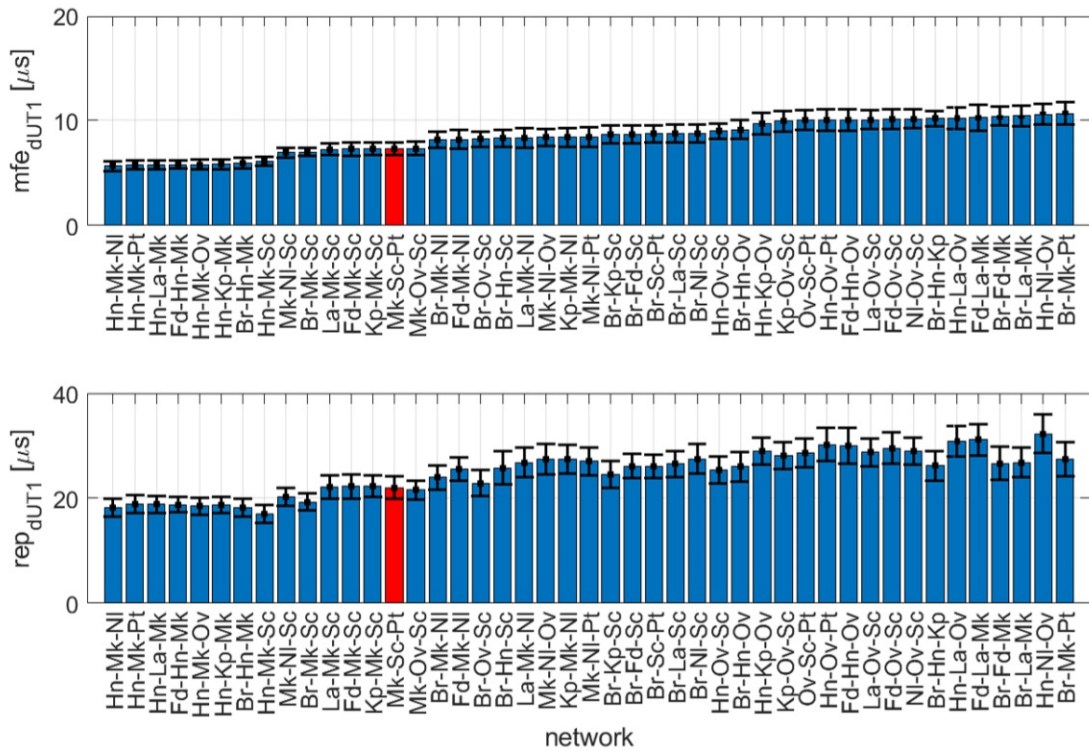 20
10
0
mfe_dUT1 [μs]
Hn-Mk-Nl
Hn-Mk-Pt
Hn-La-Mk
Fd-Hn-Mk
Hn-Mk-Ov
Hn-Kp-Mk
Br-Hn-Mk
Hn-Mk-Sc
Mk-Nl-Sc
Br-Mk-Sc
La-Mk-Sc
Fd-Mk-Sc
Kp-Mk-Sc
Mk-Sc-Pt
Mk-Ov-Sc
Br-Mk-Nl
Fd-Mk-Nl
Br-Ov-Sc
Br-Hn-Sc
La-Mk-Nl
Mk-Nl-Ov
Kp-Mk-Nl
Mk-Nl-Pt
Br-Kp-Sc
Br-Fd-Sc
Br-Sc-Pt
Br-La-Sc
Br-Nl-Sc
Hn-Ov-Sc
Br-Hn-Ov
Hn-Kp-Ov
Kp-Ov-Sc
Ov-Sc-Pt
Hn-Ov-Pt
Fd-Hn-Ov
La-Ov-Sc
Fd-Ov-Sc
Nl-Ov-Sc
Br-Hn-Kp
Hn-La-Ov
Fd-La-Mk
Br-Fd-Mk
Br-La-Mk
Hn-Nl-Ov
Br-Mk-Pt
40
20
0
rep_dUT1 [μs]
Hn-Mk-Nl
Hn-Mk-Pt
Hn-La-Mk
Fd-Hn-Mk
Hn-Mk-Ov
Hn-Kp-Mk
Br-Hn-Mk
Hn-Mk-Sc
Mk-Nl-Sc
Br-Mk-Sc
La-Mk-Sc
Fd-Mk-Sc
Kp-Mk-Sc
Mk-Sc-Pt
Mk-Ov-Sc
Br-Mk-Nl
Fd-Mk-Nl
Br-Ov-Sc
Br-Hn-Sc
La-Mk-Nl
Mk-Nl-Ov
Kp-Mk-Nl
Mk-Nl-Pt
Br-Kp-Sc
Br-Fd-Sc
Br-Sc-Pt
Br-La-Sc
Br-Nl-Sc
Hn-Ov-Sc
Br-Hn-Ov
Hn-Kp-Ov
Kp-Ov-Sc
Ov-Sc-Pt
Hn-Ov-Pt
Fd-Hn-Ov
La-Ov-Sc
Fd-Ov-Sc
Nl-Ov-Sc
Br-Hn-Kp
Hn-La-Ov
Fd-La-Mk
Br-Fd-Mk
Br-La-Mk
Hn-Nl-Ov
Br-Mk-Pt
network